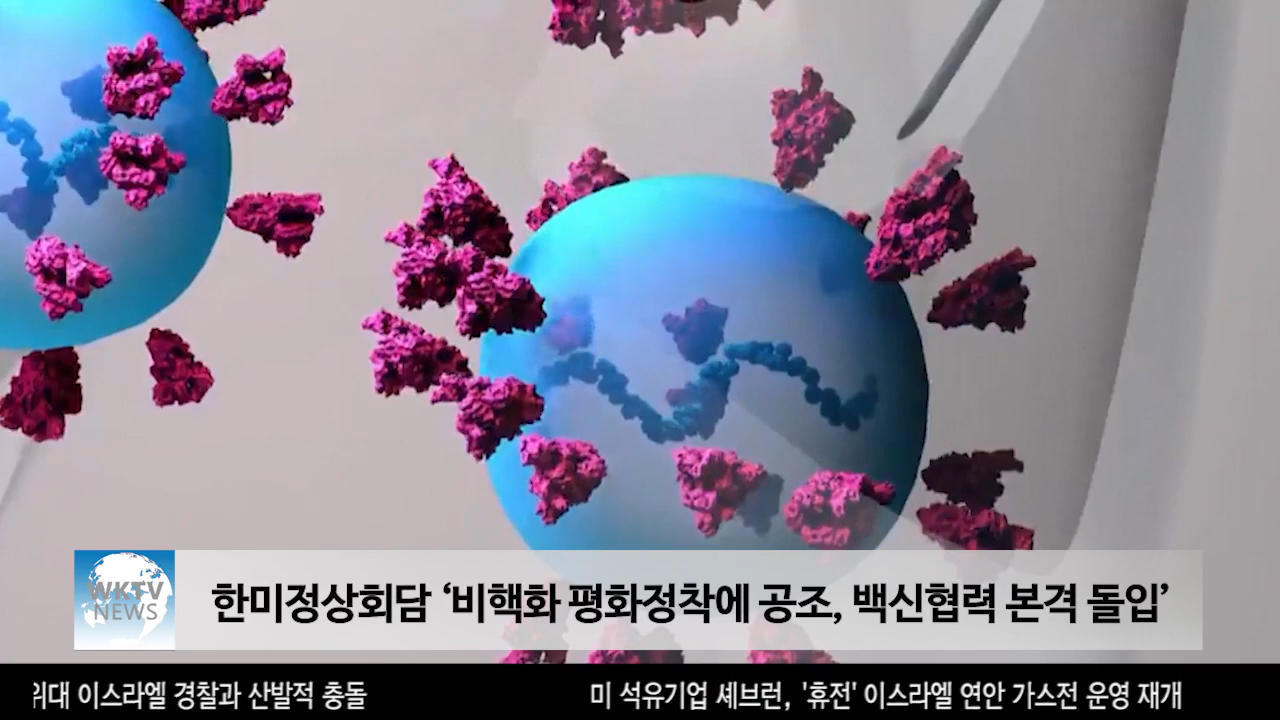 WKTV
NEWS
한미정상회담 ‘비핵화 평화정착에 공조, 백신협력 본격 돌입’
위대 이스라엘 경찰과 산발적 충돌 미 석유기업 셰브런, '휴전' 이스라엘 연안 가스전 운영 재개